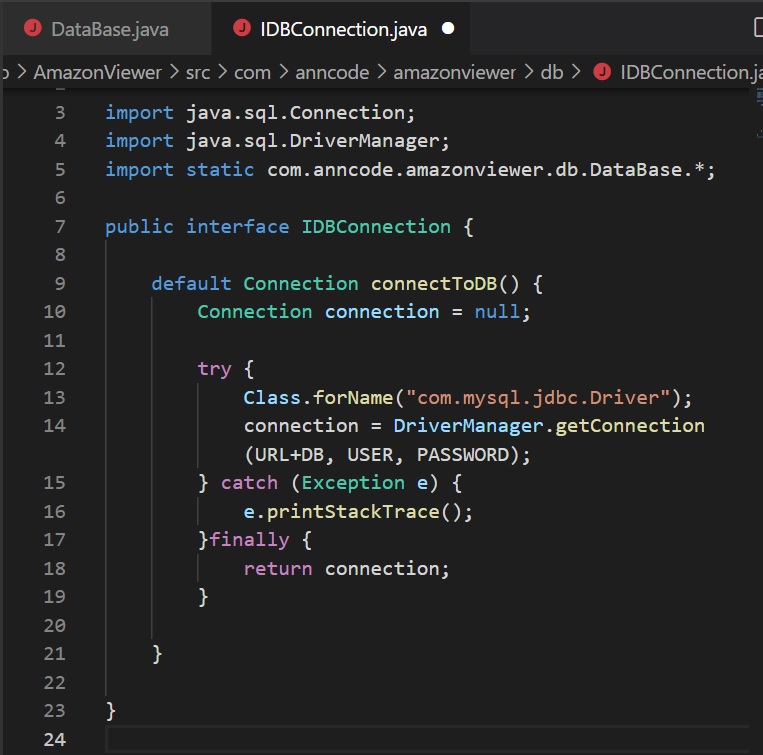 DataBase.java
IDBConnection.java
AmazonViewer > src > com > anncode > amazonviewer > db > IDBConnection.ja
3 import java.sql.Connection;
4 import java.sql.DriverManager;
5 import static com.anncode.amazonviewer.db.DataBase.*;
6
7 public interface IDBConnection {
8
9 default Connection connectToDB() {
10 Connection connection = null;
11
12 try {
13 Class.forName("com.mysql.jdbc.Driver");
14 connection = DriverManager.getConnection
(URL+DB, USER, PASSWORD);
15 } catch (Exception e) {
16 e.printStackTrace();
17 }finally {
18 return connection;
19 }
20
21 }
22
23 }
24